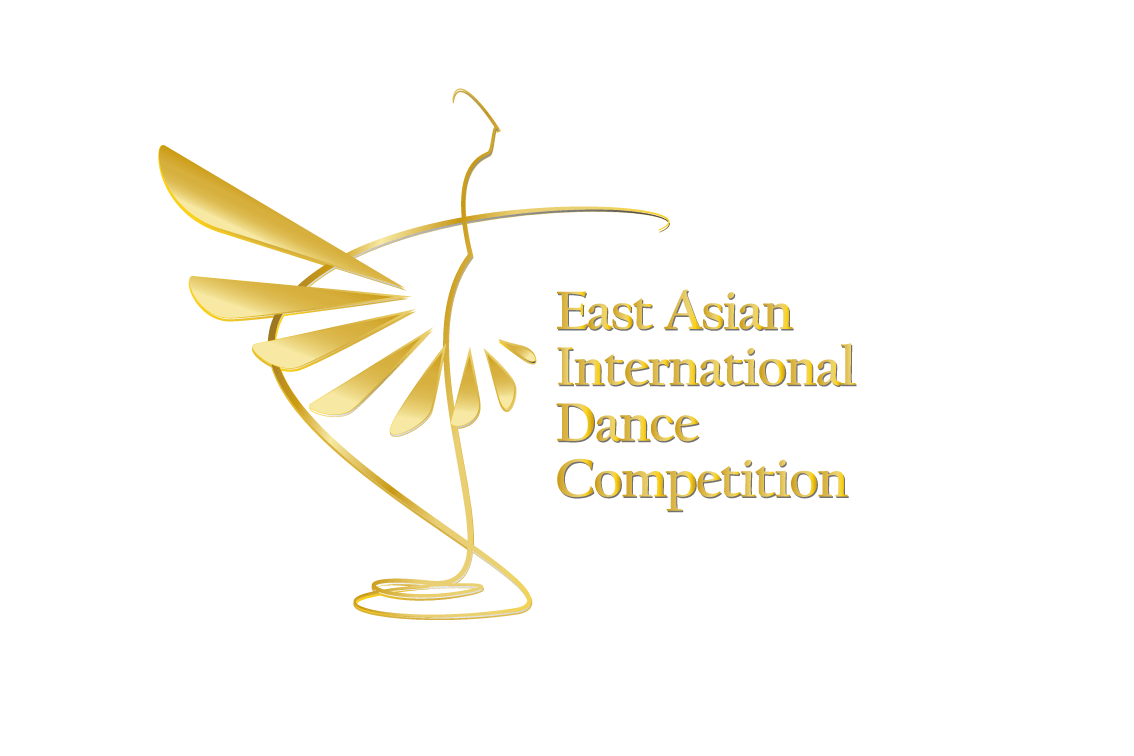 East Asian
International
Dance
Competition